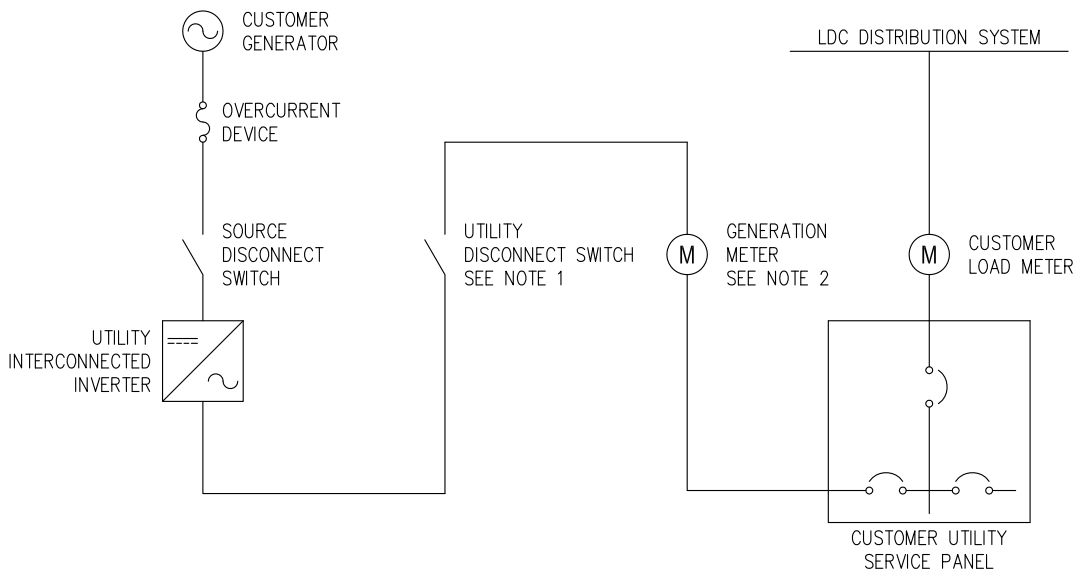 CUSTOMER
GENERATOR
LDC DISTRIBUTION SYSTEM
OVERCURRENT
DEVICE
SOURCE
DISCONNECT
SWITCH
UTILITY
DISCONNECT SWITCH
SEE NOTE 1
M
GENERATION
METER
SEE NOTE 2
M
CUSTOMER
LOAD METER
UTILITY
INTERCONNECTED
INVERTER
CUSTOMER UTILITY
SERVICE PANEL